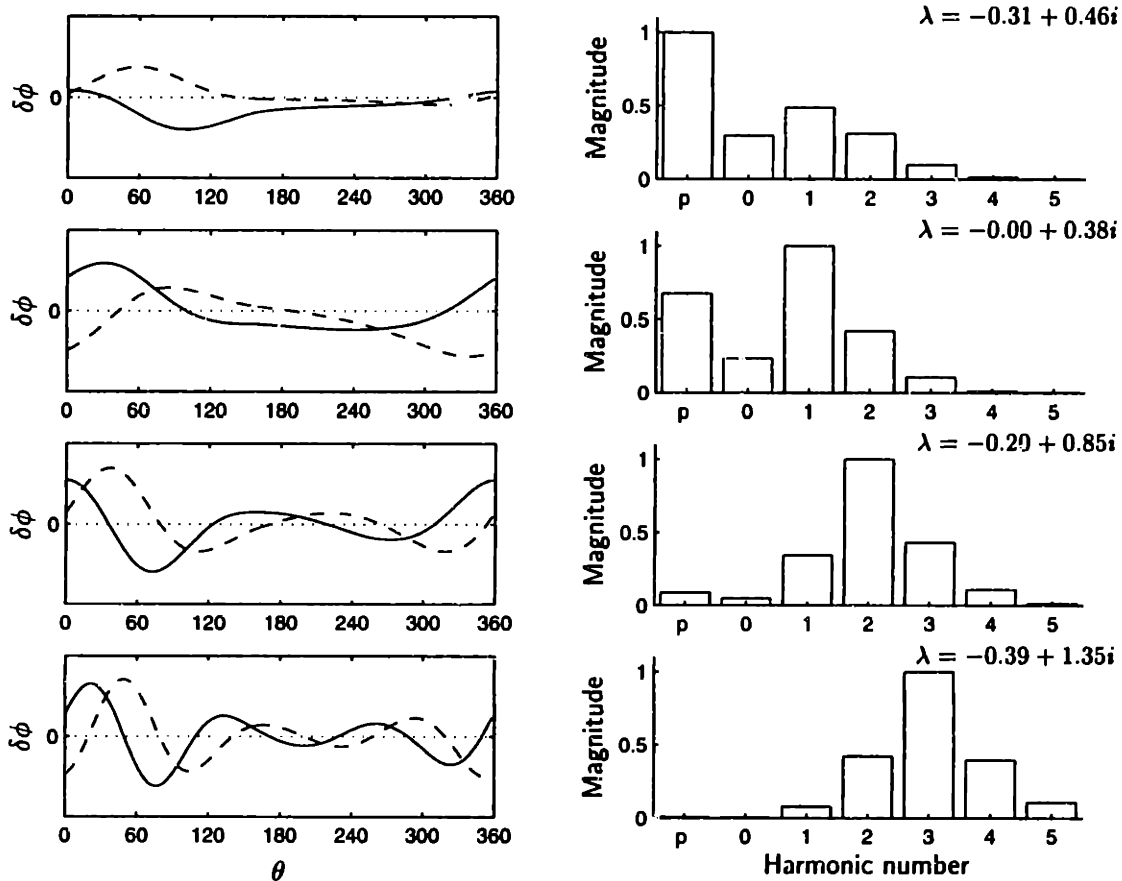 λ = −0.31 + 0.46i
δϕ
0
0 60 120 180 240 300 360
Magnitude
1
0.5
0
p 0 1 2 3 4 5
λ = −0.00 + 0.38i
δϕ
0
0 60 120 180 240 300 360
Magnitude
1
0.5
0
p 0 1 2 3 4 5
λ = −0.20 + 0.85i
δϕ
0
0 60 120 180 240 300 360
Magnitude
1
0.5
0
p 0 1 2 3 4 5
λ = −0.39 + 1.35i
δϕ
0
0 60 120 180 240 300 360
θ
Magnitude
1
0.5
0
p 0 1 2 3 4 5
Harmonic number